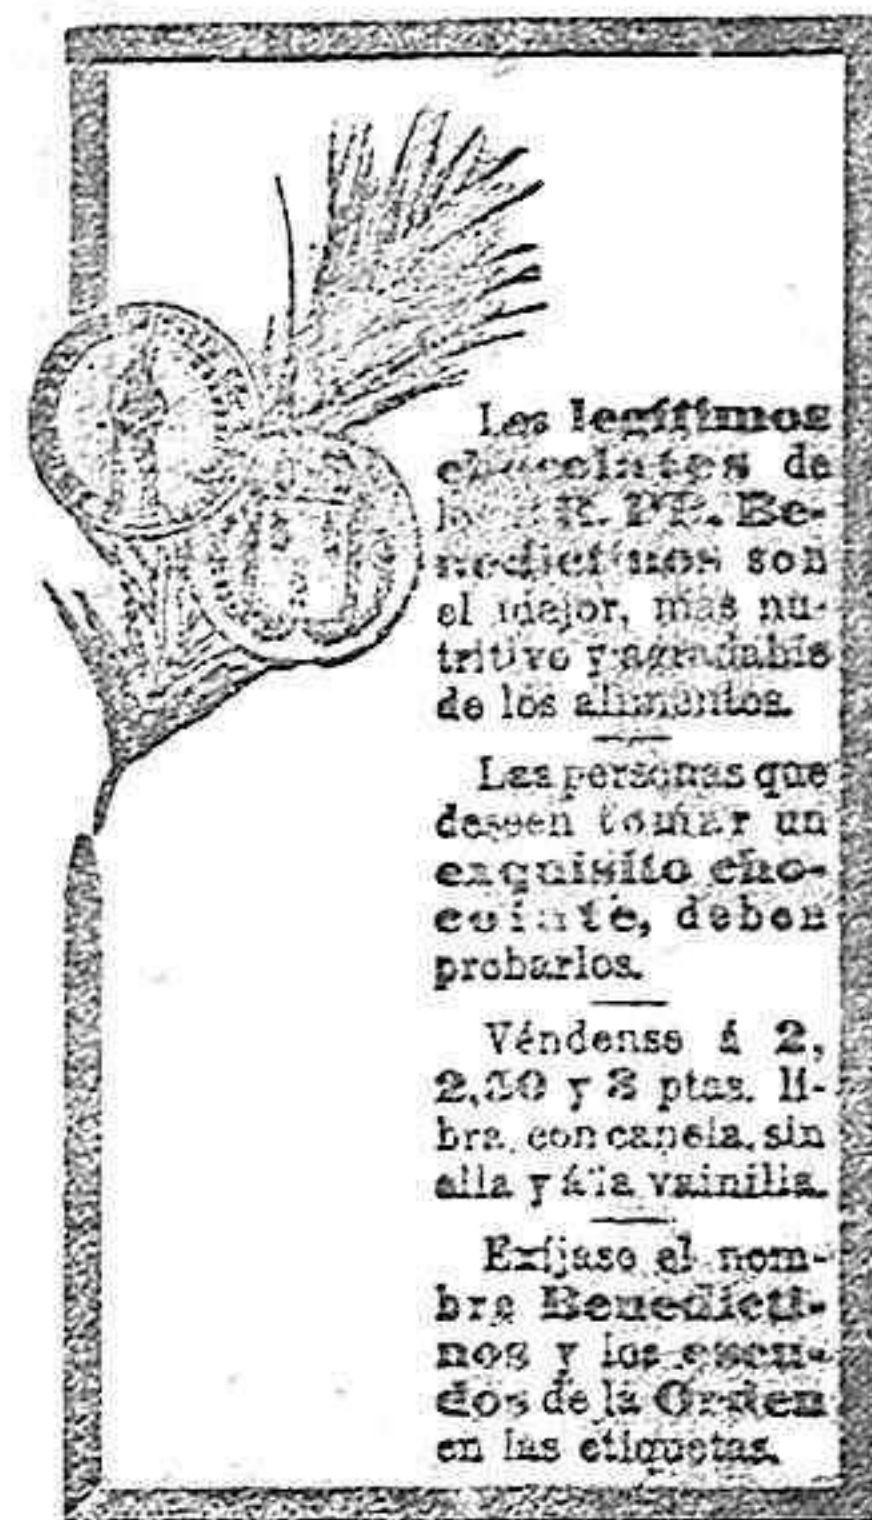 Los legítimos
chocolates de
los R. PP. Be-
nedictinos son
el mejor, mas nu-
tritivo y agradable
de los alimentos.
Las personas que
deseen tomar un
exquisito cho-
colate, deben
probarlos.
Véndense á 2,
2,50 y 3 ptas. li-
bra, con canela, sin
ella y á la vainilla.
Exíjase el nom-
bre Benedicti-
nos y los escu-
dos de la Orden
en las etiquetas.